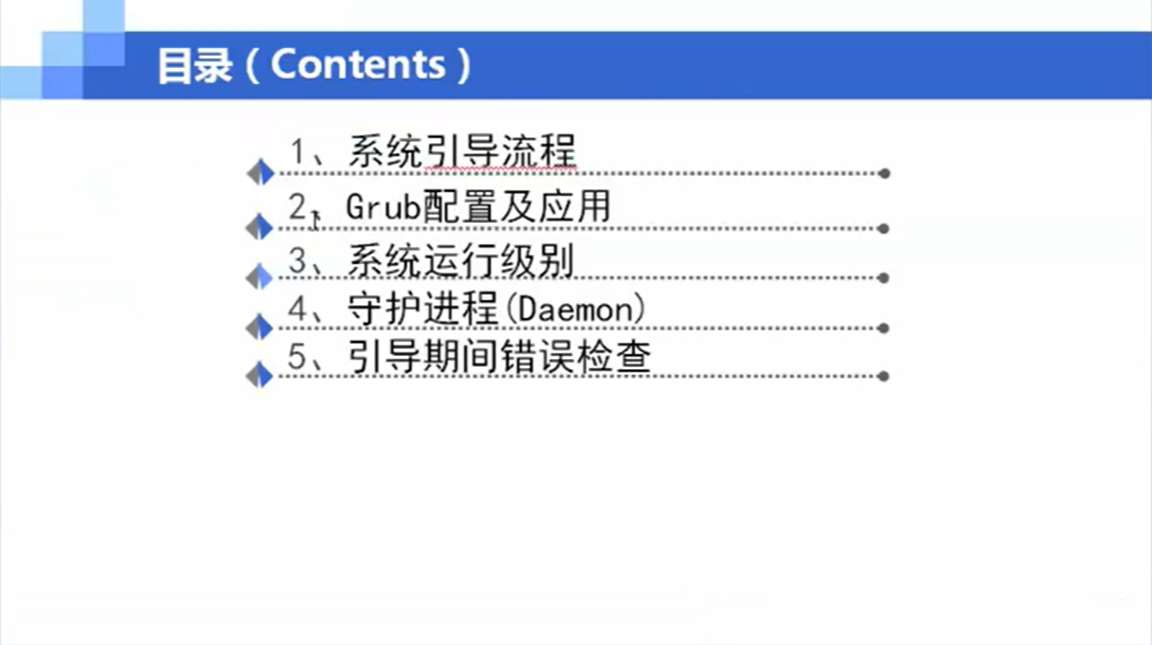 目录（Contents）
1、系统引导流程
2、Grub配置及应用
3、系统运行级别
4、守护进程(Daemon)
5、引导期间错误检查